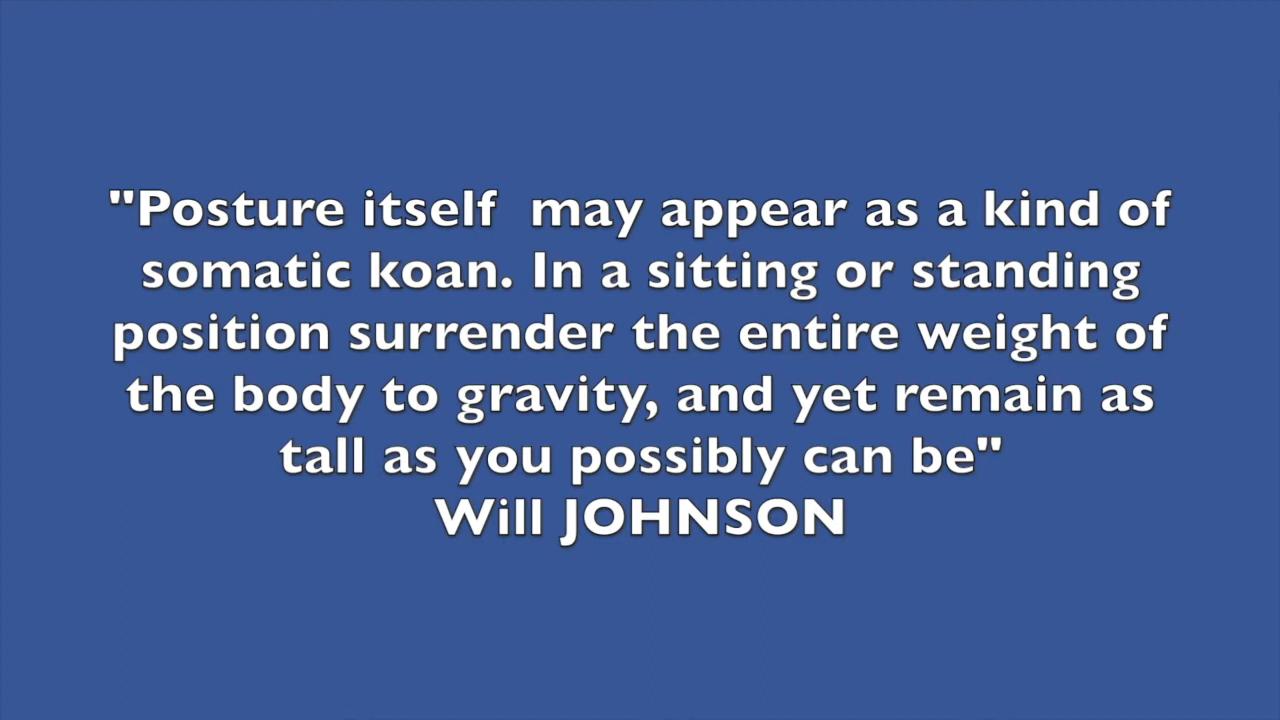 "Posture itself  may appear as a kind of
somatic koan. In a sitting or standing
position surrender the entire weight of
the body to gravity, and yet remain as
tall as you possibly can be"
Will JOHNSON